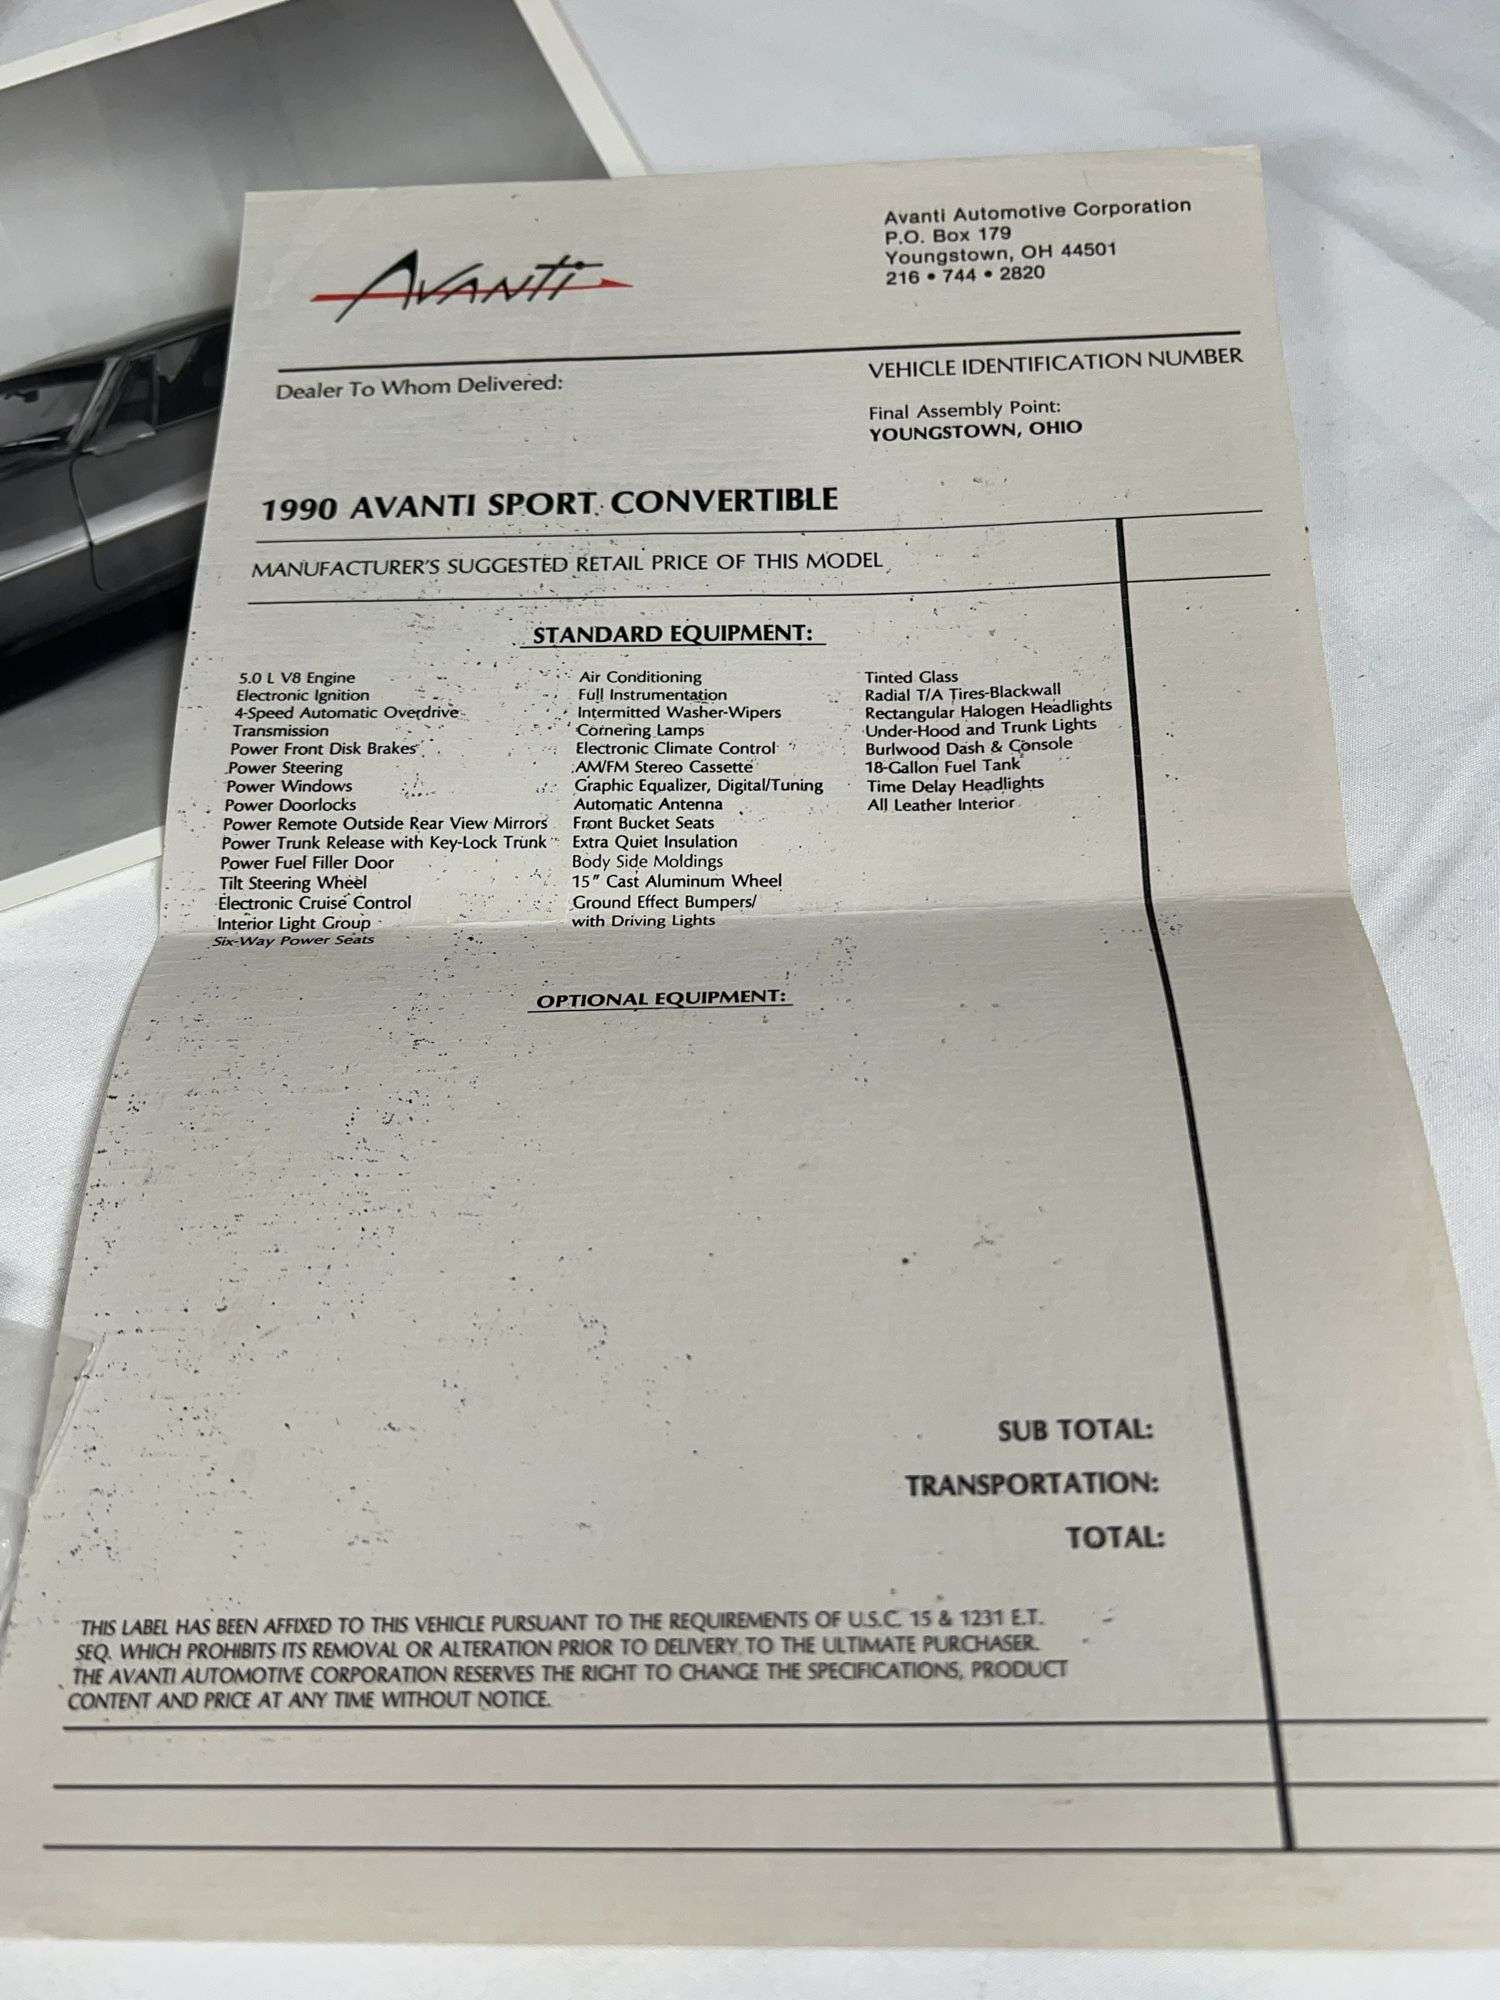 AVANTI
Avanti Automotive Corporation
P.O. Box 179
Youngstown, OH 44501
216 • 744 • 2820
Dealer To Whom Delivered:
VEHICLE IDENTIFICATION NUMBER
Final Assembly Point:
YOUNGSTOWN, OHIO
1990 AVANTI SPORT CONVERTIBLE
MANUFACTURER'S SUGGESTED RETAIL PRICE OF THIS MODEL
STANDARD EQUIPMENT:
5.0 L V8 Engine
Electronic Ignition
4-Speed Automatic Overdrive
Transmission
Power Front Disk Brakes
Power Steering
Power Windows
Power Doorlocks
Power Remote Outside Rear View Mirrors
Power Trunk Release with Key-Lock Trunk
Power Fuel Filler Door
Tilt Steering Wheel
Electronic Cruise Control
Interior Light Group
Six-Way Power Seats
Air Conditioning
Full Instrumentation
Intermitted Washer-Wipers
Cornering Lamps
Electronic Climate Control
AM/FM Stereo Cassette
Graphic Equalizer, Digital/Tuning
Automatic Antenna
Front Bucket Seats
Extra Quiet Insulation
Body Side Moldings
15" Cast Aluminum Wheel
Ground Effect Bumpers/
with Driving Lights
Tinted Glass
Radial T/A Tires-Blackwall
Rectangular Halogen Headlights
Under-Hood and Trunk Lights
Burlwood Dash & Console
18-Gallon Fuel Tank
Time Delay Headlights
All Leather Interior
OPTIONAL EQUIPMENT:
SUB TOTAL:
TRANSPORTATION:
TOTAL:
THIS LABEL HAS BEEN AFFIXED TO THIS VEHICLE PURSUANT TO THE REQUIREMENTS OF U.S.C. 15 & 1231 E.T.
SEQ. WHICH PROHIBITS ITS REMOVAL OR ALTERATION PRIOR TO DELIVERY TO THE ULTIMATE PURCHASER.
THE AVANTI AUTOMOTIVE CORPORATION RESERVES THE RIGHT TO CHANGE THE SPECIFICATIONS, PRODUCT
CONTENT AND PRICE AT ANY TIME WITHOUT NOTICE.